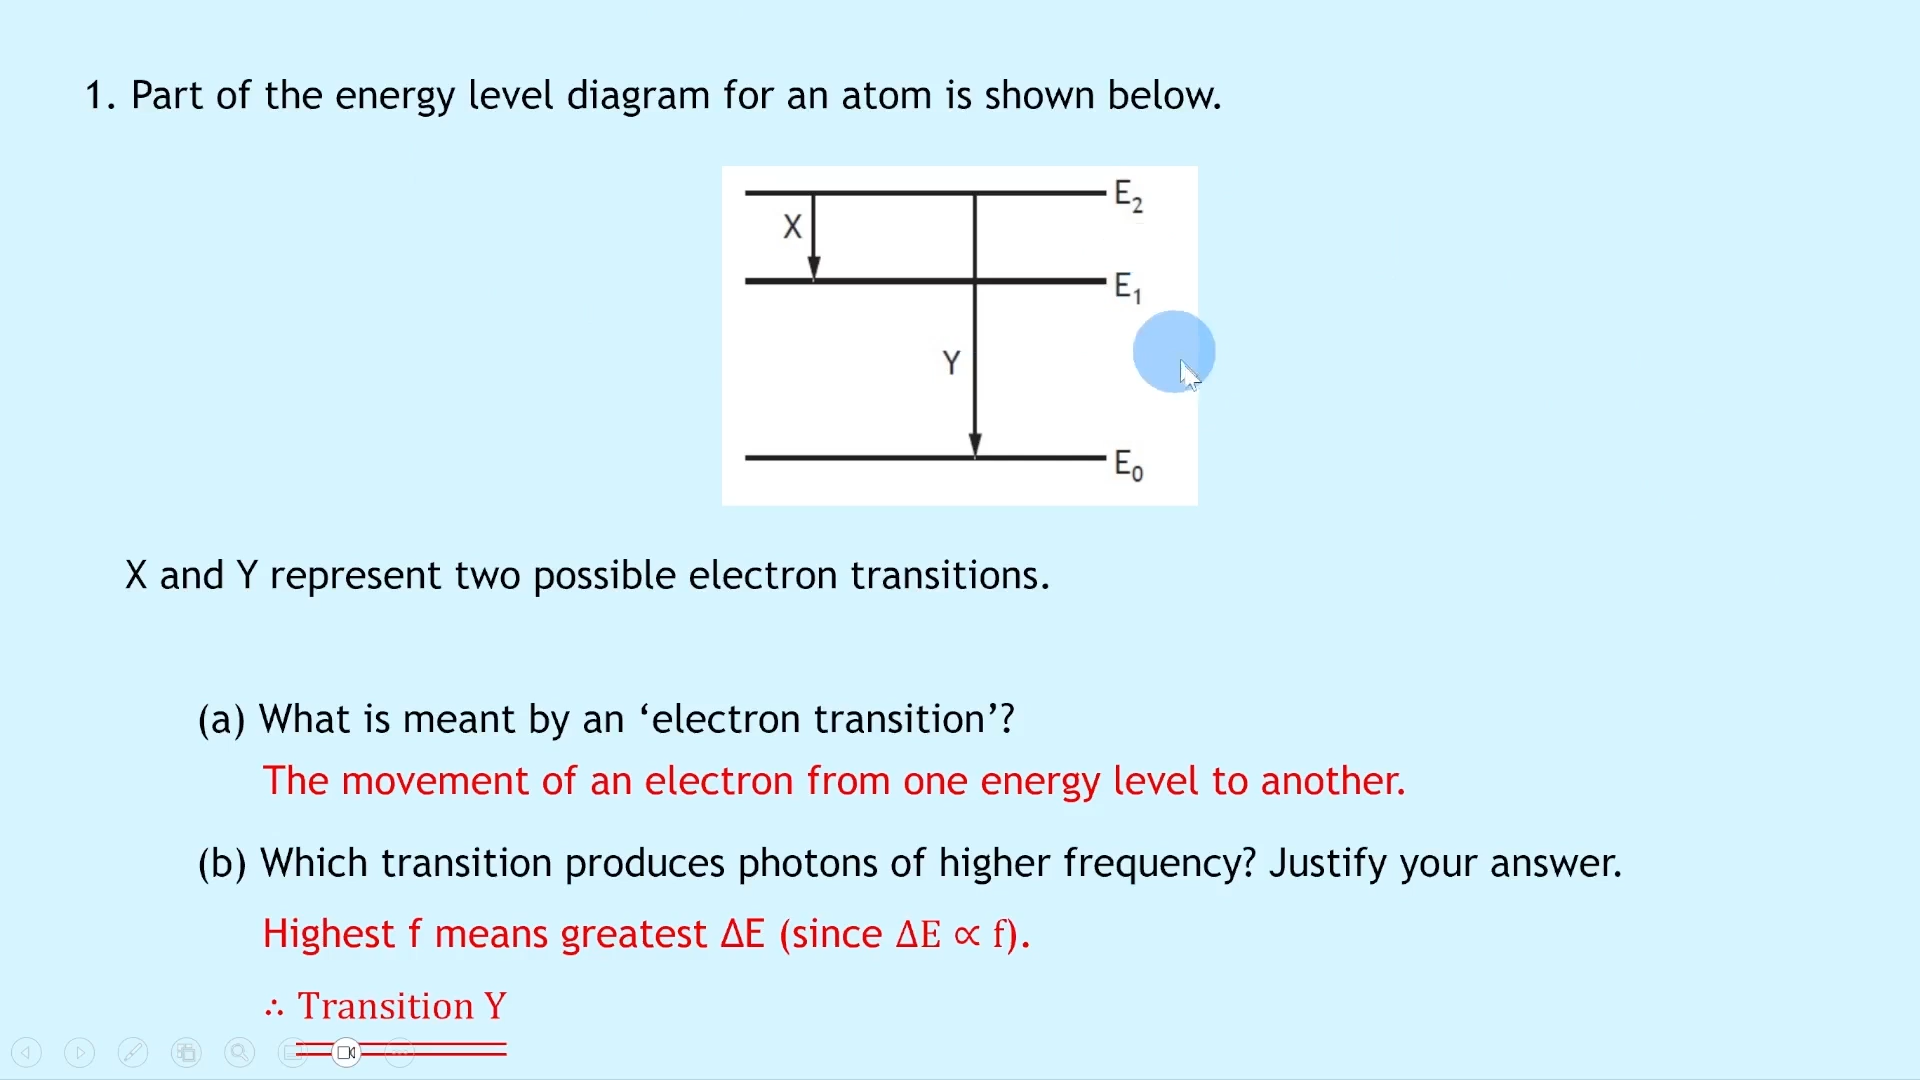 1. Part of the energy level diagram for an atom is shown below.
E₂
X
E₁
Y
E₀
X and Y represent two possible electron transitions.
(a) What is meant by an ‘electron transition’?
The movement of an electron from one energy level to another.
(b) Which transition produces photons of higher frequency? Justify your answer.
Highest f means greatest ΔE (since ΔE ∝ f).
∴ Transition Y